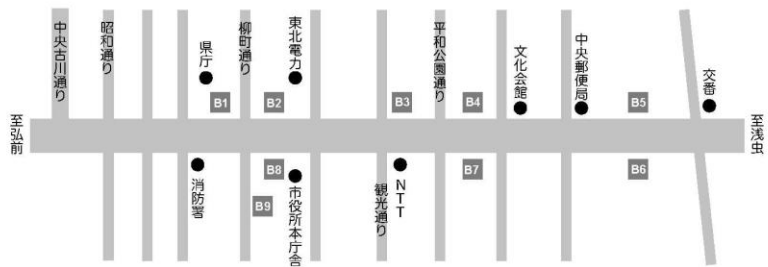 中央古川通り
昭和通り
県庁
柳町通り
東北電力
平和公園通り
文化会館
中央郵便局
交番
B1
B2
B3
B4
B5
至弘前
至浅虫
消防署
B8
B9
市役所本庁舎
観光通り
NTT
B7
B6